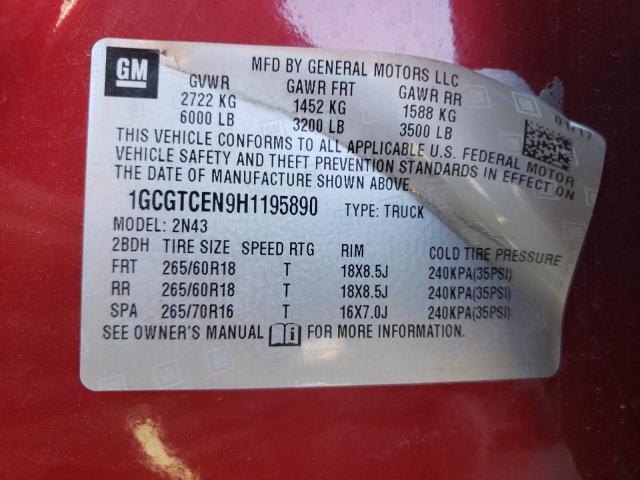 GM
MFD BY GENERAL MOTORS LLC
GVWR GAWR FRT GAWR RR
2722 KG 1452 KG 1588 KG
6000 LB 3200 LB 3500 LB
01/17
THIS VEHICLE CONFORMS TO ALL APPLICABLE U.S. FEDERAL MOTOR
VEHICLE SAFETY AND THEFT PREVENTION STANDARDS IN EFFECT ON
THE DATE OF MANUFACTURE SHOWN ABOVE.
1GCGTCEN9H1195890 TYPE: TRUCK
MODEL: 2N43
2BDH TIRE SIZE SPEED RTG RIM COLD TIRE PRESSURE
FRT 265/60R18 T 18X8.5J 240KPA(35PSI)
RR 265/60R18 T 18X8.5J 240KPA(35PSI)
SPA 265/70R16 T 16X7.0J 240KPA(35PSI)
SEE OWNER'S MANUAL FOR MORE INFORMATION.